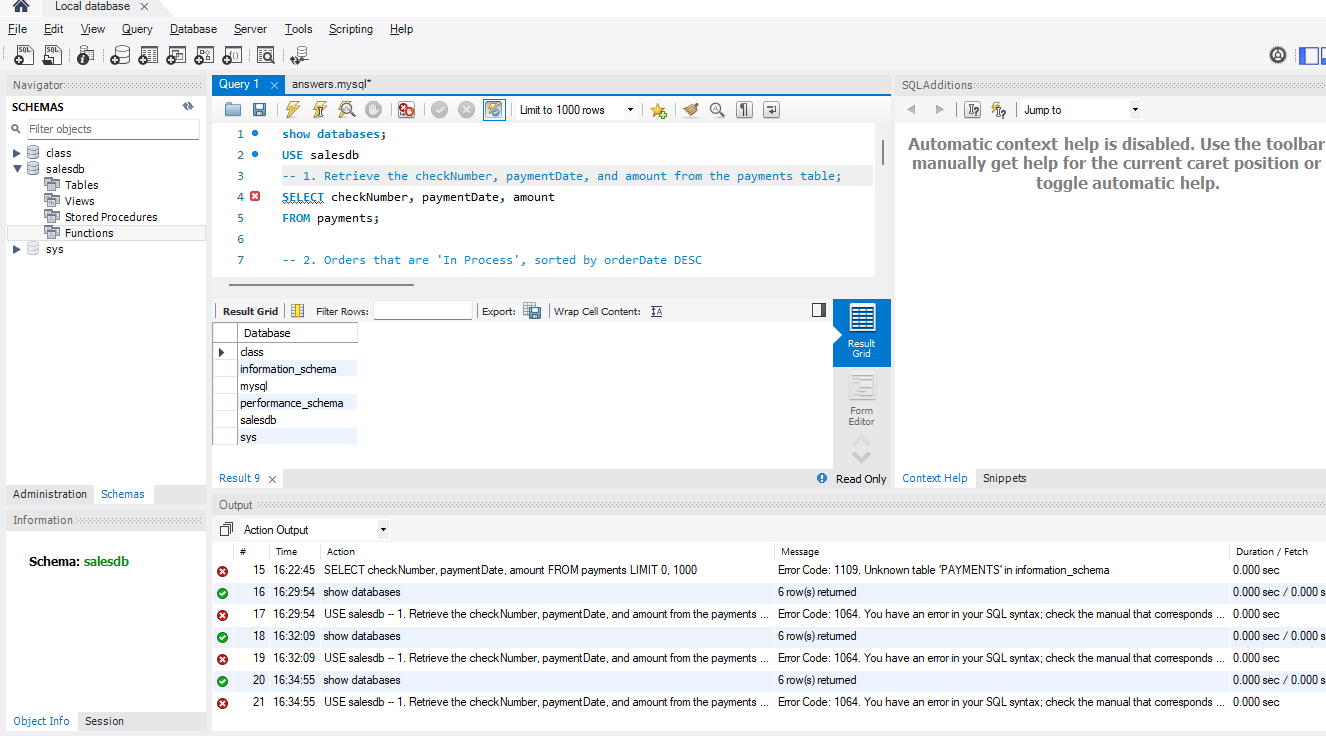 Local database
File Edit View Query Database Server Tools Scripting Help
Navigator
SCHEMAS
Filter objects
class
salesdb
Tables
Views
Stored Procedures
Functions
sys
Administration Schemas
Information
Schema: salesdb
Object Info Session
Query 1 answers.mysql*
Limit to 1000 rows
1 show databases;
2 USE salesdb
3 -- 1. Retrieve the checkNumber, paymentDate, and amount from the payments table;
4 SELECT checkNumber, paymentDate, amount
5 FROM payments;
6
7 -- 2. Orders that are 'In Process', sorted by orderDate DESC
Result Grid Filter Rows: Export: Wrap Cell Content:
Database
class
information_schema
mysql
performance_schema
salesdb
sys
Result Grid
Form Editor
Result 9 Read Only
SQLAdditions
Jump to
Automatic context help is disabled. Use the toolbar
manually get help for the current caret position or
toggle automatic help.
Context Help Snippets
Output
Action Output
# Time Action Message Duration / Fetch
15 16:22:45 SELECT checkNumber, paymentDate, amount FROM payments LIMIT 0, 1000 Error Code: 1109. Unknown table 'PAYMENTS' in information_schema 0.000 sec
16 16:29:54 show databases 6 row(s) returned 0.000 sec / 0.000 s
17 16:29:54 USE salesdb -- 1. Retrieve the checkNumber, paymentDate, and amount from the payments ... Error Code: 1064. You have an error in your SQL syntax; check the manual that corresponds ... 0.000 sec
18 16:32:09 show databases 6 row(s) returned 0.000 sec / 0.000 s
19 16:32:09 USE salesdb -- 1. Retrieve the checkNumber, paymentDate, and amount from the payments ... Error Code: 1064. You have an error in your SQL syntax; check the manual that corresponds ... 0.000 sec
20 16:34:55 show databases 6 row(s) returned 0.000 sec / 0.000 s
21 16:34:55 USE salesdb -- 1. Retrieve the checkNumber, paymentDate, and amount from the payments ... Error Code: 1064. You have an error in your SQL syntax; check the manual that corresponds ... 0.000 sec